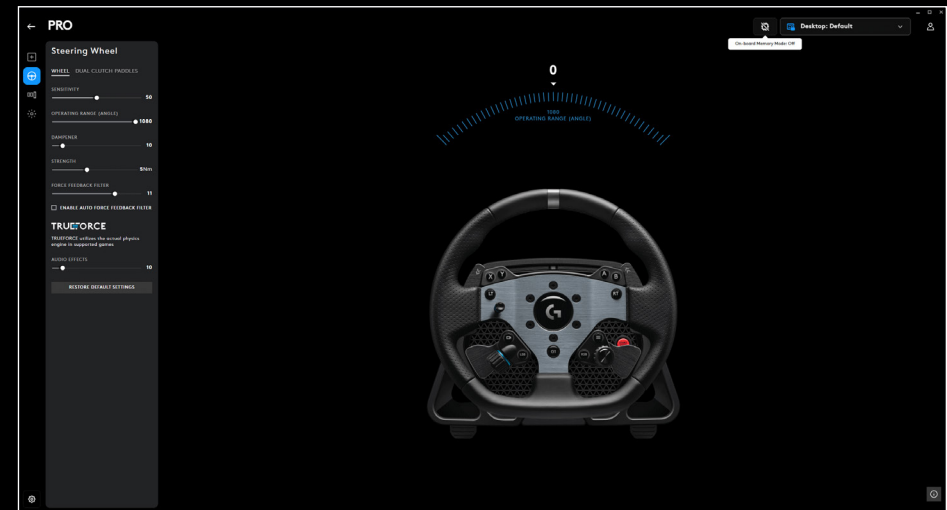 PRO
Desktop: Default
On-board Memory Mode: Off
Steering Wheel
WHEEL DUAL CLUTCH PADDLES
SENSITIVITY
50
OPERATING RANGE (ANGLE)
1080
DAMPENER
10
STRENGTH
5Nm
FORCE FEEDBACK FILTER
11
ENABLE AUTO FORCE FEEDBACK FILTER
TRUEFORCE
TRUEFORCE utilizes the actual physics
engine in supported games
AUDIO EFFECTS
10
RESTORE DEFAULT SETTINGS
0
1080
OPERATING RANGE (ANGLE)
X Y A B
LT RT
G